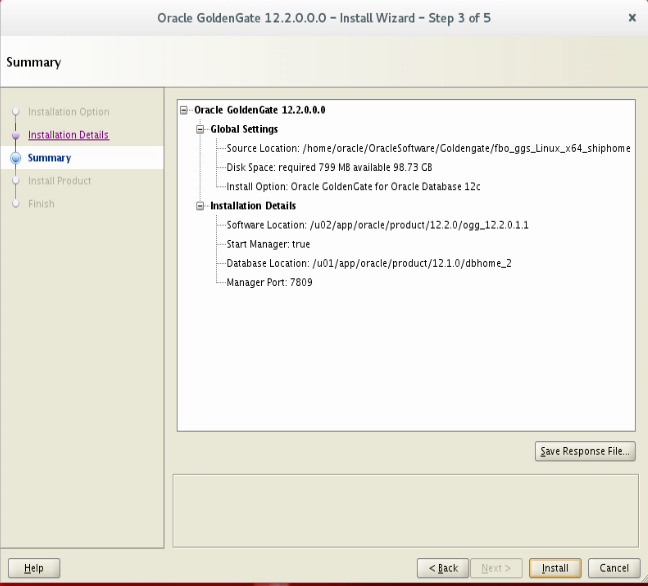 Oracle GoldenGate 12.2.0.0.0 - Install Wizard - Step 3 of 5
Summary
Installation Option
Installation Details
Summary
Install Product
Finish
Oracle GoldenGate 12.2.0.0.0
Global Settings
Source Location: /home/oracle/OracleSoftware/Goldengate/fbo_ggs_Linux_x64_shiphome
Disk Space: required 799 MB available 98.73 GB
Install Option: Oracle GoldenGate for Oracle Database 12c
Installation Details
Software Location: /u02/app/oracle/product/12.2.0/ogg_12.2.0.1.1
Start Manager: true
Database Location: /u01/app/oracle/product/12.1.0/dbhome_2
Manager Port: 7809
Save Response File...
Help
< Back
Next >
Install
Cancel